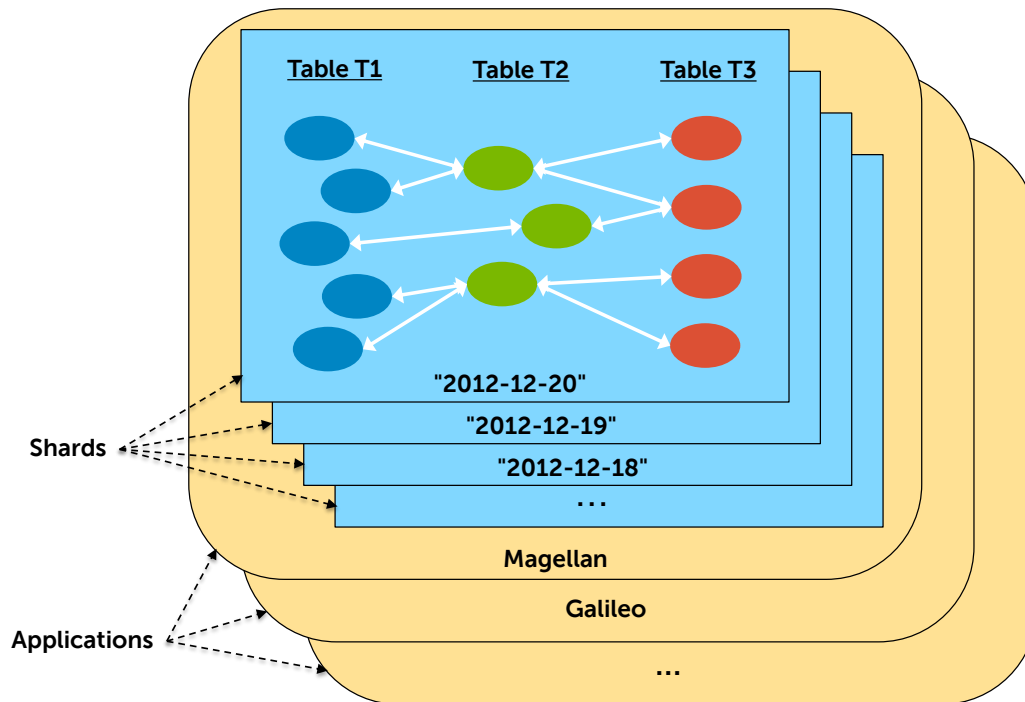 Table T1
Table T2
Table T3
"2012-12-20"
"2012-12-19"
Shards
"2012-12-18"
...
Magellan
Galileo
Applications
...